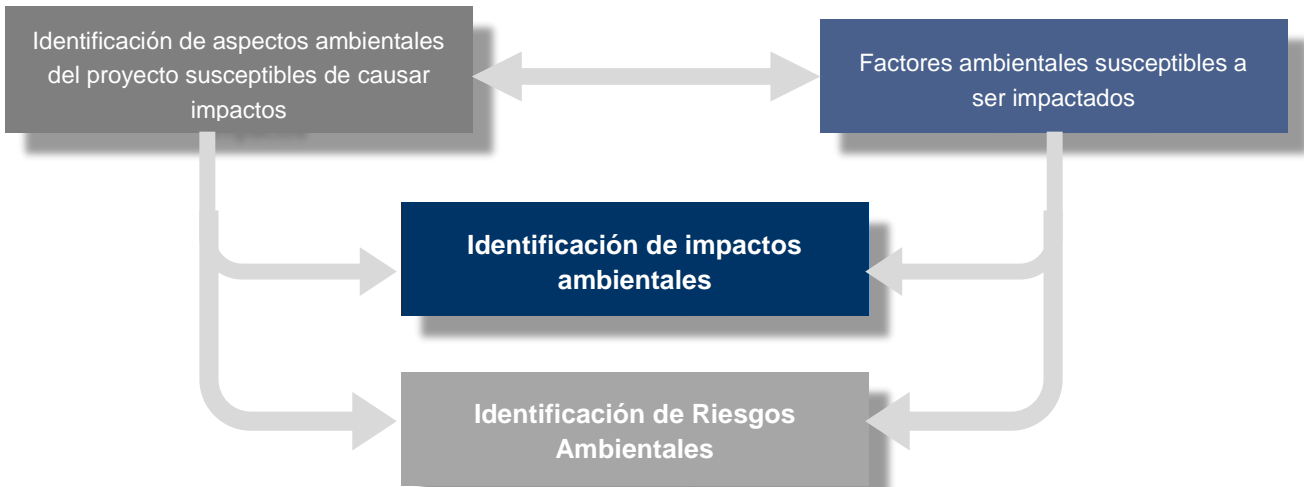 Identificación de aspectos ambientales
del proyecto susceptibles de causar
impactos
Factores ambientales susceptibles a
ser impactados
Identificación de impactos
ambientales
Identificación de Riesgos
Ambientales